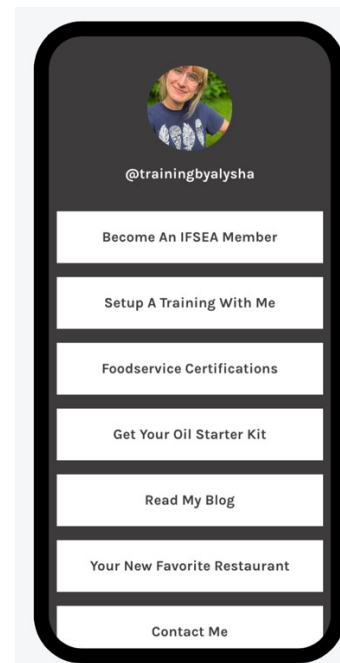 @trainingbyalysha
Become An IFSEA Member
Setup A Training With Me
Foodservice Certifications
Get Your Oil Starter Kit
Read My Blog
Your New Favorite Restaurant
Contact Me